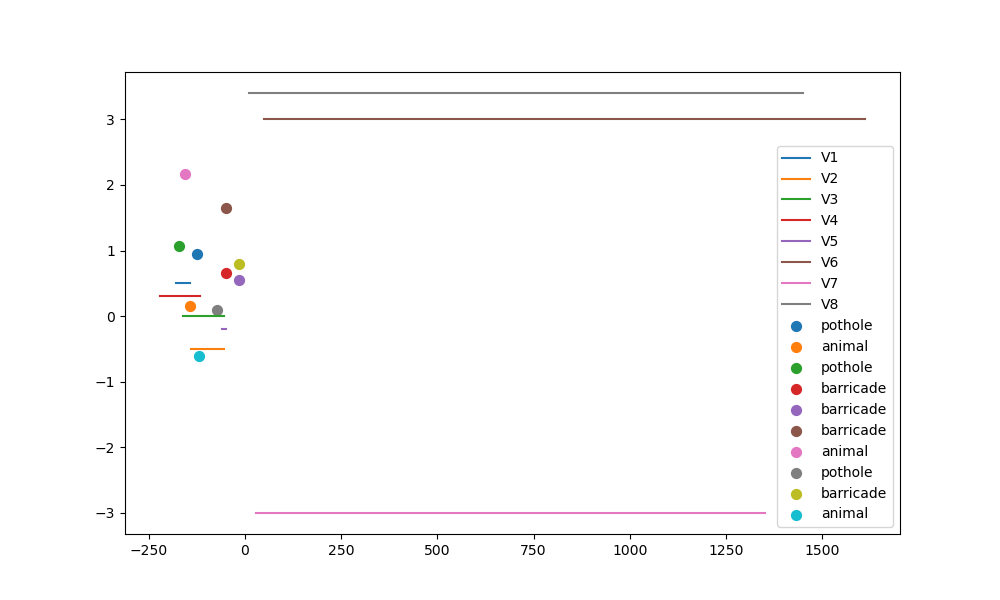 3
2
1
0
−1
−2
−3
−250
0
250
500
750
1000
1250
1500
V1
V2
V3
V4
V5
V6
V7
V8
pothole
animal
pothole
barricade
barricade
barricade
animal
pothole
barricade
animal